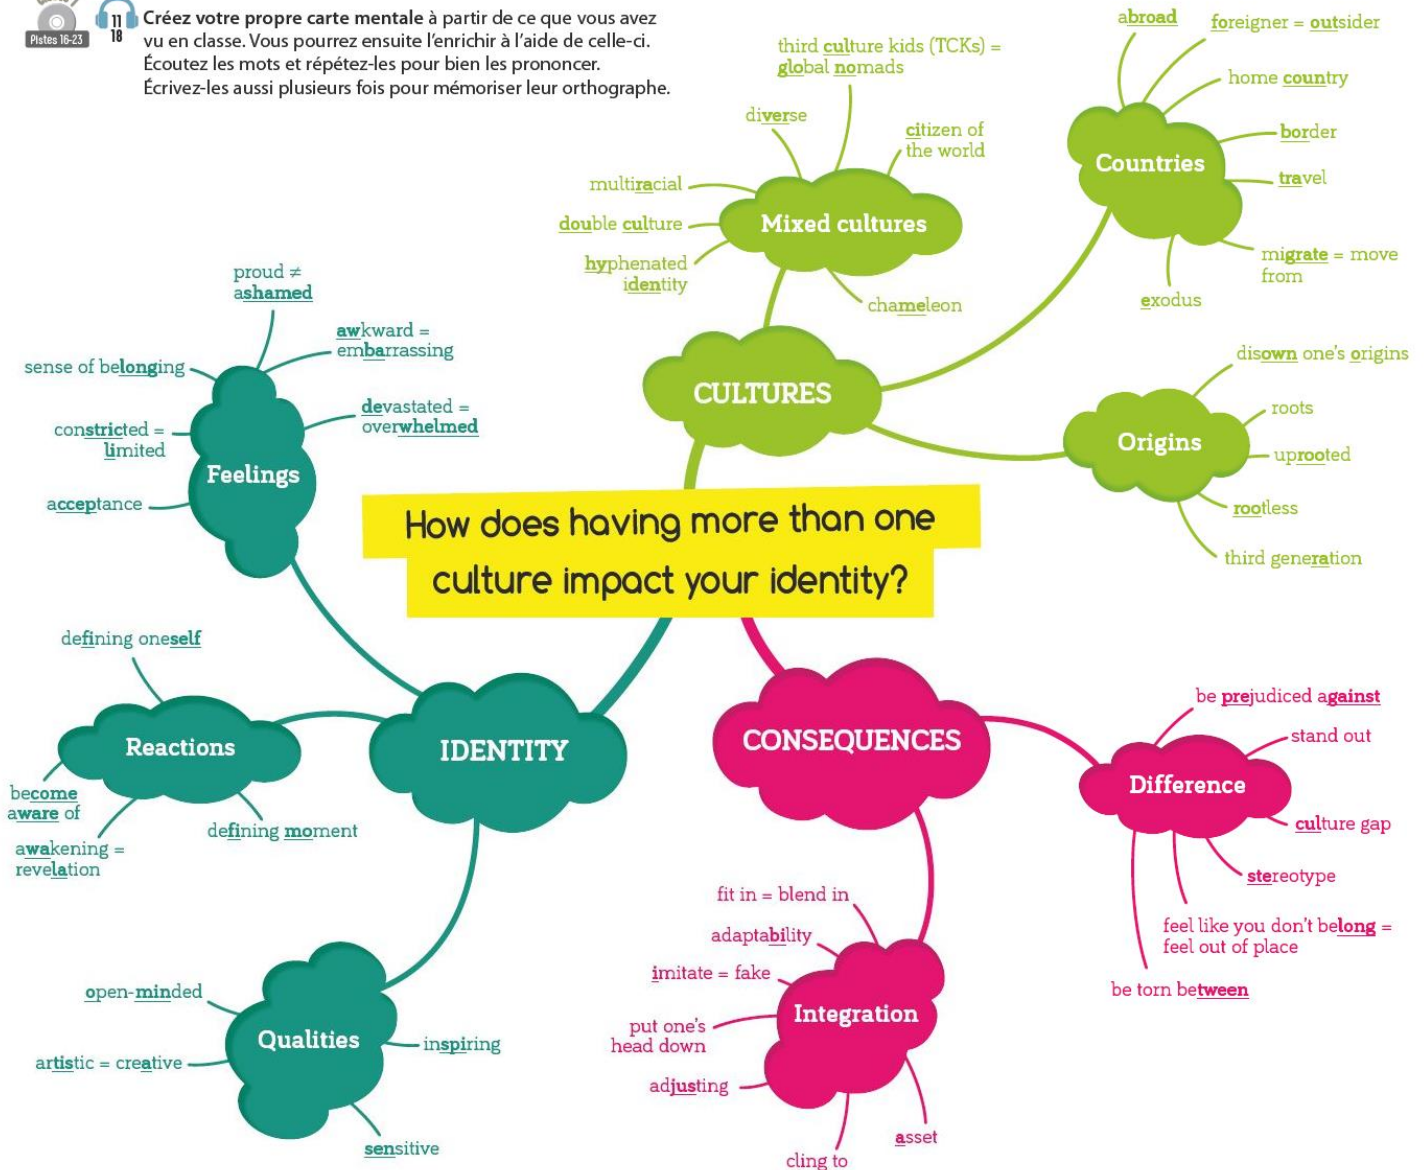 Pistes 16-23
11
18
Créez votre propre carte mentale à partir de ce que vous avez
vu en classe. Vous pourrez ensuite l'enrichir à l'aide de celle-ci.
Écoutez les mots et répétez-les pour bien les prononcer.
Écrivez-les aussi plusieurs fois pour mémoriser leur orthographe.
How does having more than one
culture impact your identity?
CULTURES
Mixed cultures
third culture kids (TCKs) =
global nomads
diverse
citizen of
the world
multiracial
double culture
hyphenated
identity
chameleon
Countries
abroad
foreigner = outsider
home country
border
travel
migrate = move
from
exodus
Origins
disown one's origins
roots
uprooted
rootless
third generation
IDENTITY
Feelings
proud ≠
ashamed
awkward =
embarrassing
sense of belonging
devastated =
overwhelmed
constricted =
limited
acceptance
Reactions
defining oneself
become
aware of
awakening =
revelation
defining moment
Qualities
open-minded
artistic = creative
inspiring
sensitive
CONSEQUENCES
Difference
be prejudiced against
stand out
culture gap
stereotype
feel like you don't belong =
feel out of place
be torn between
Integration
fit in = blend in
adaptability
imitate = fake
put one's
head down
adjusting
cling to
asset